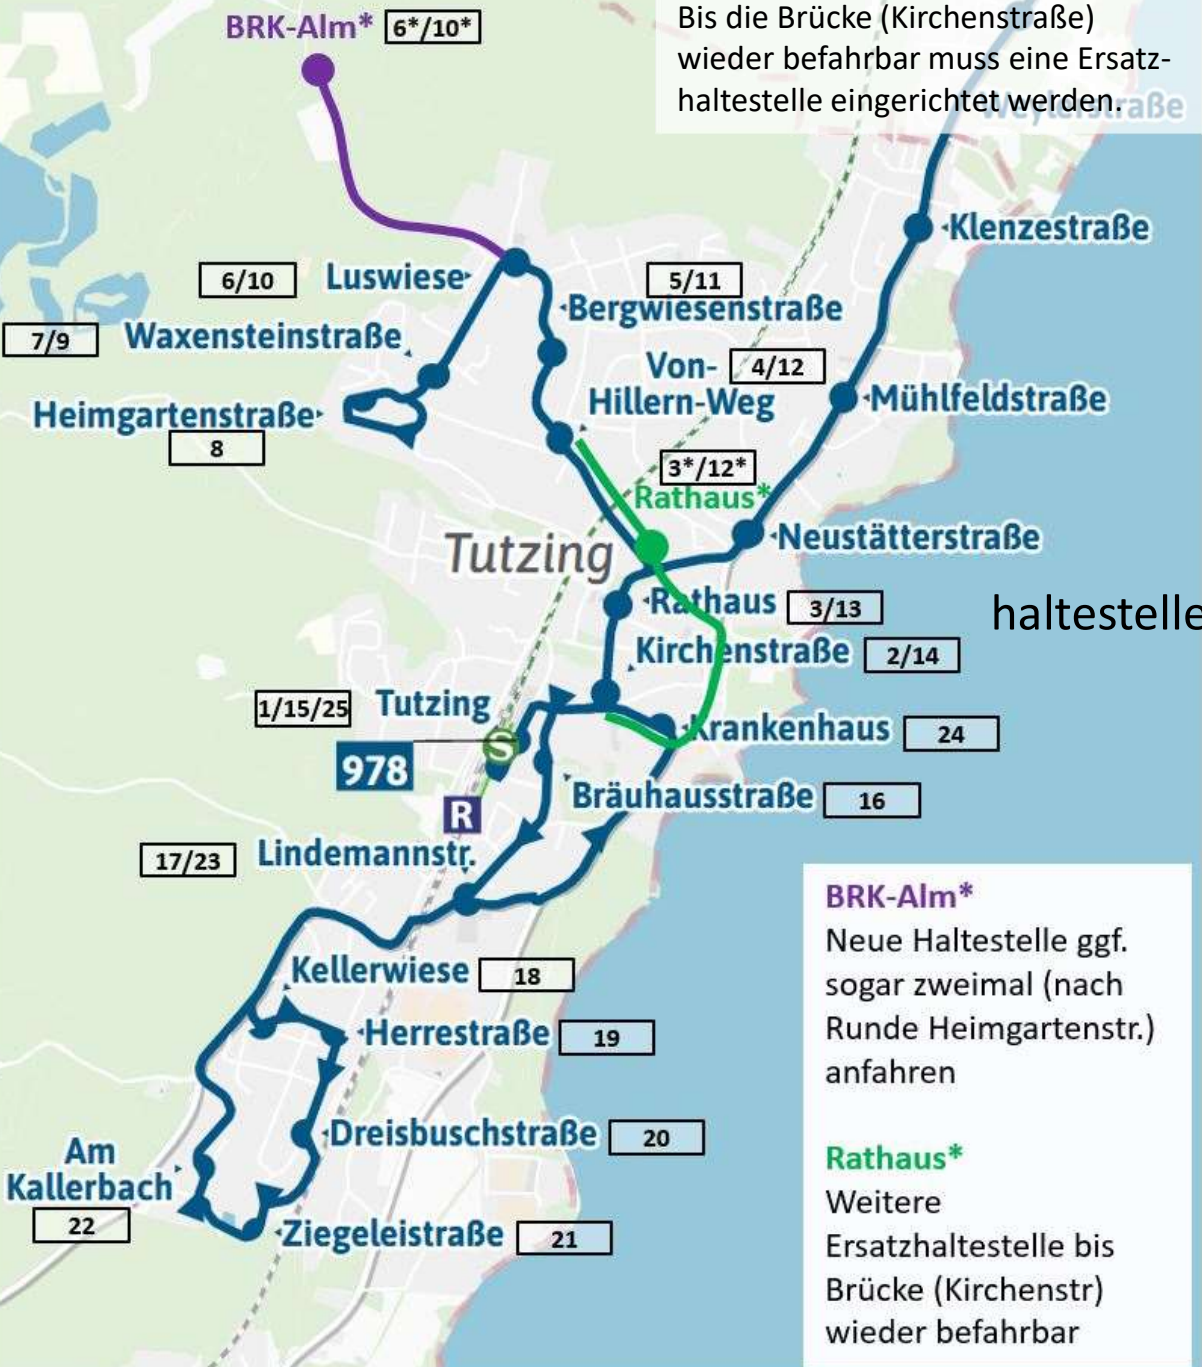 BRK-Alm* 6*/10*
Bis die Brücke (Kirchenstraße)
wieder befahrbar muss eine Ersatz-
haltestelle eingerichtet werden.
Weylerstraße
Klenzestraße
6/10 Luswiese
5/11
Bergwiesenstraße
7/9 Waxensteinstraße
Von- 4/12
Hillern-Weg
Mühlfeldstraße
Heimgartenstraße
8
3*/12*
Rathaus*
Neustätterstraße
Tutzing
Rathaus 3/13
haltestelle
Kirchenstraße 2/14
1/15/25 Tutzing
Krankenhaus 24
S
978
Bräuhausstraße 16
R
17/23 Lindemannstr.
Kellerwiese 18
Herrestraße 19
Dreisbuschstraße 20
Am
Kallerbach
22
Ziegeleistraße 21
BRK-Alm*
Neue Haltestelle ggf.
sogar zweimal (nach
Runde Heimgartenstr.)
anfahren
Rathaus*
Weitere
Ersatzhaltestelle bis
Brücke (Kirchenstr)
wieder befahrbar